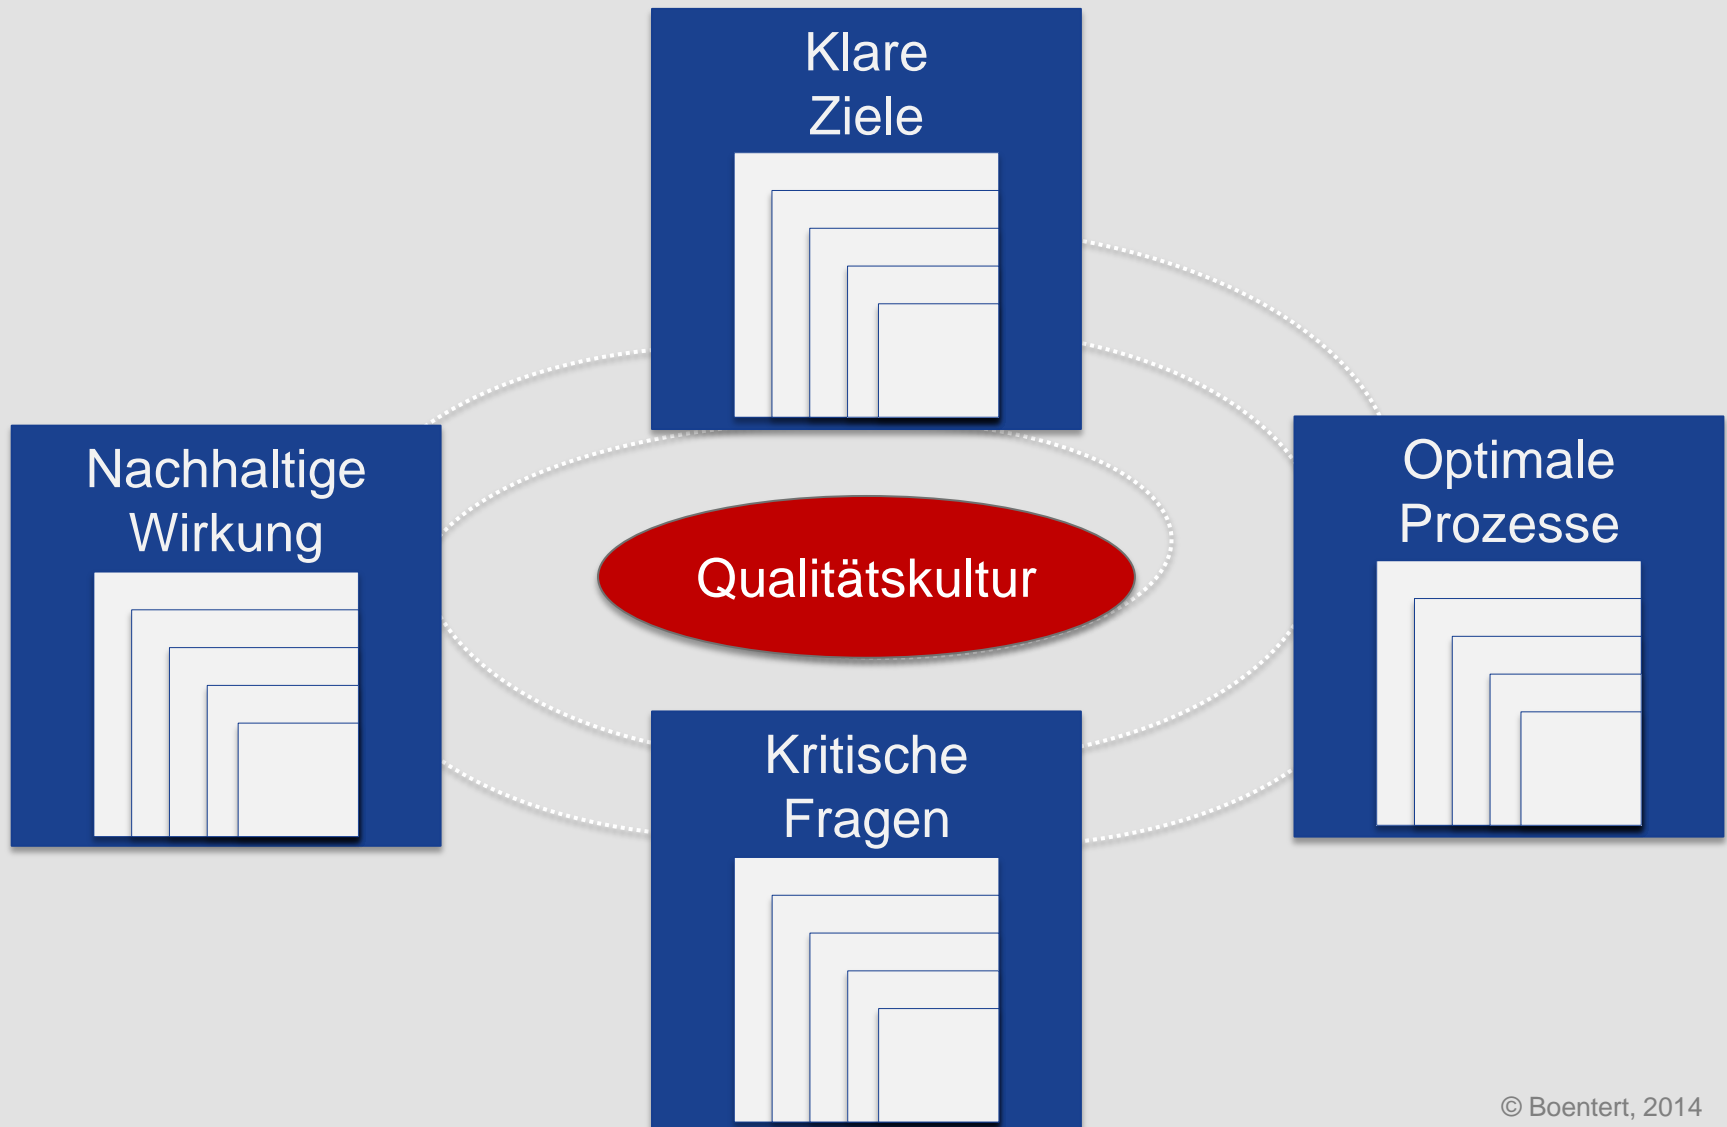 Klare
Ziele
Nachhaltige
Wirkung
Optimale
Prozesse
Qualitätskultur
Kritische
Fragen
© Boentert, 2014